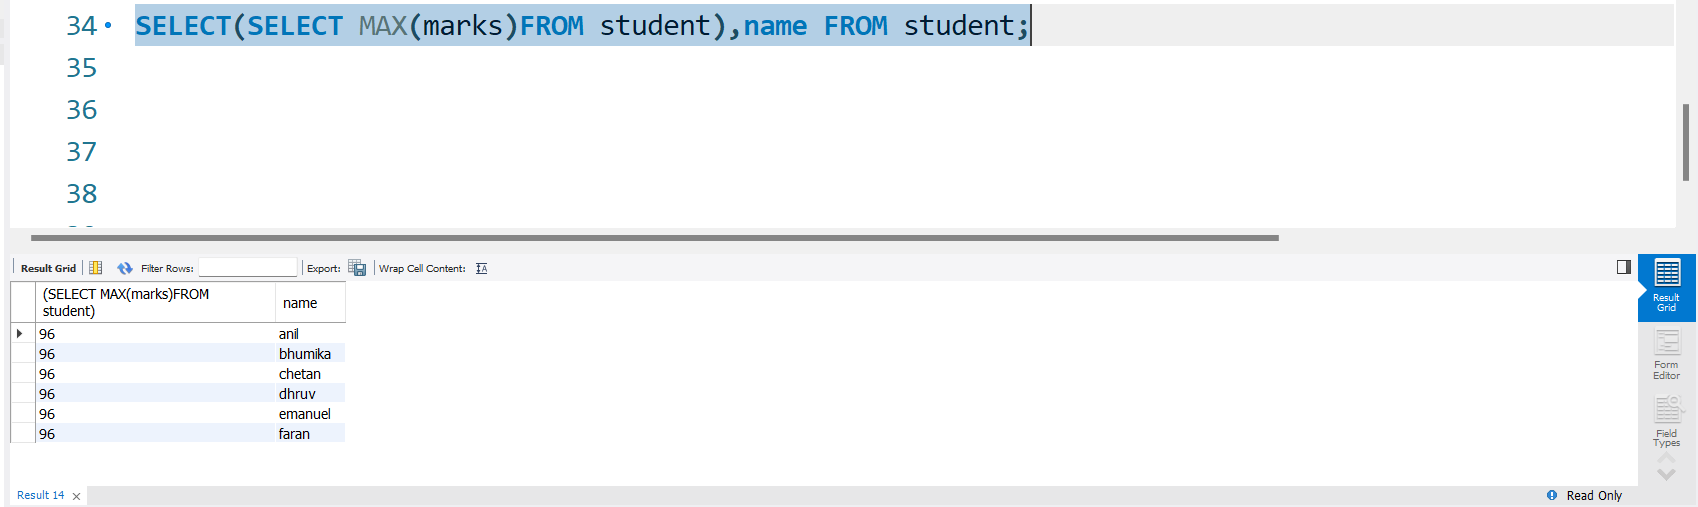 34 SELECT(SELECT MAX(marks)FROM student),name FROM student;
35
36
37
38
Result Grid Filter Rows: Export: Wrap Cell Content:
(SELECT MAX(marks)FROM
student) name
96 anil
96 bhumika
96 chetan
96 dhruv
96 emanuel
96 faran
Result
Grid
Form
Editor
Field
Types
Result 14 × Read Only